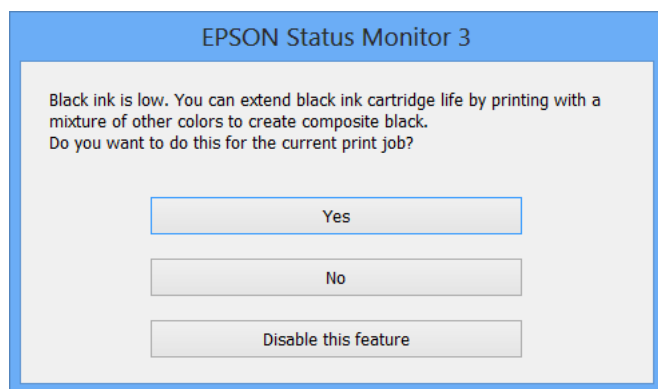 EPSON Status Monitor 3
Black ink is low. You can extend black ink cartridge life by printing with a
mixture of other colors to create composite black.
Do you want to do this for the current print job?
Yes
No
Disable this feature